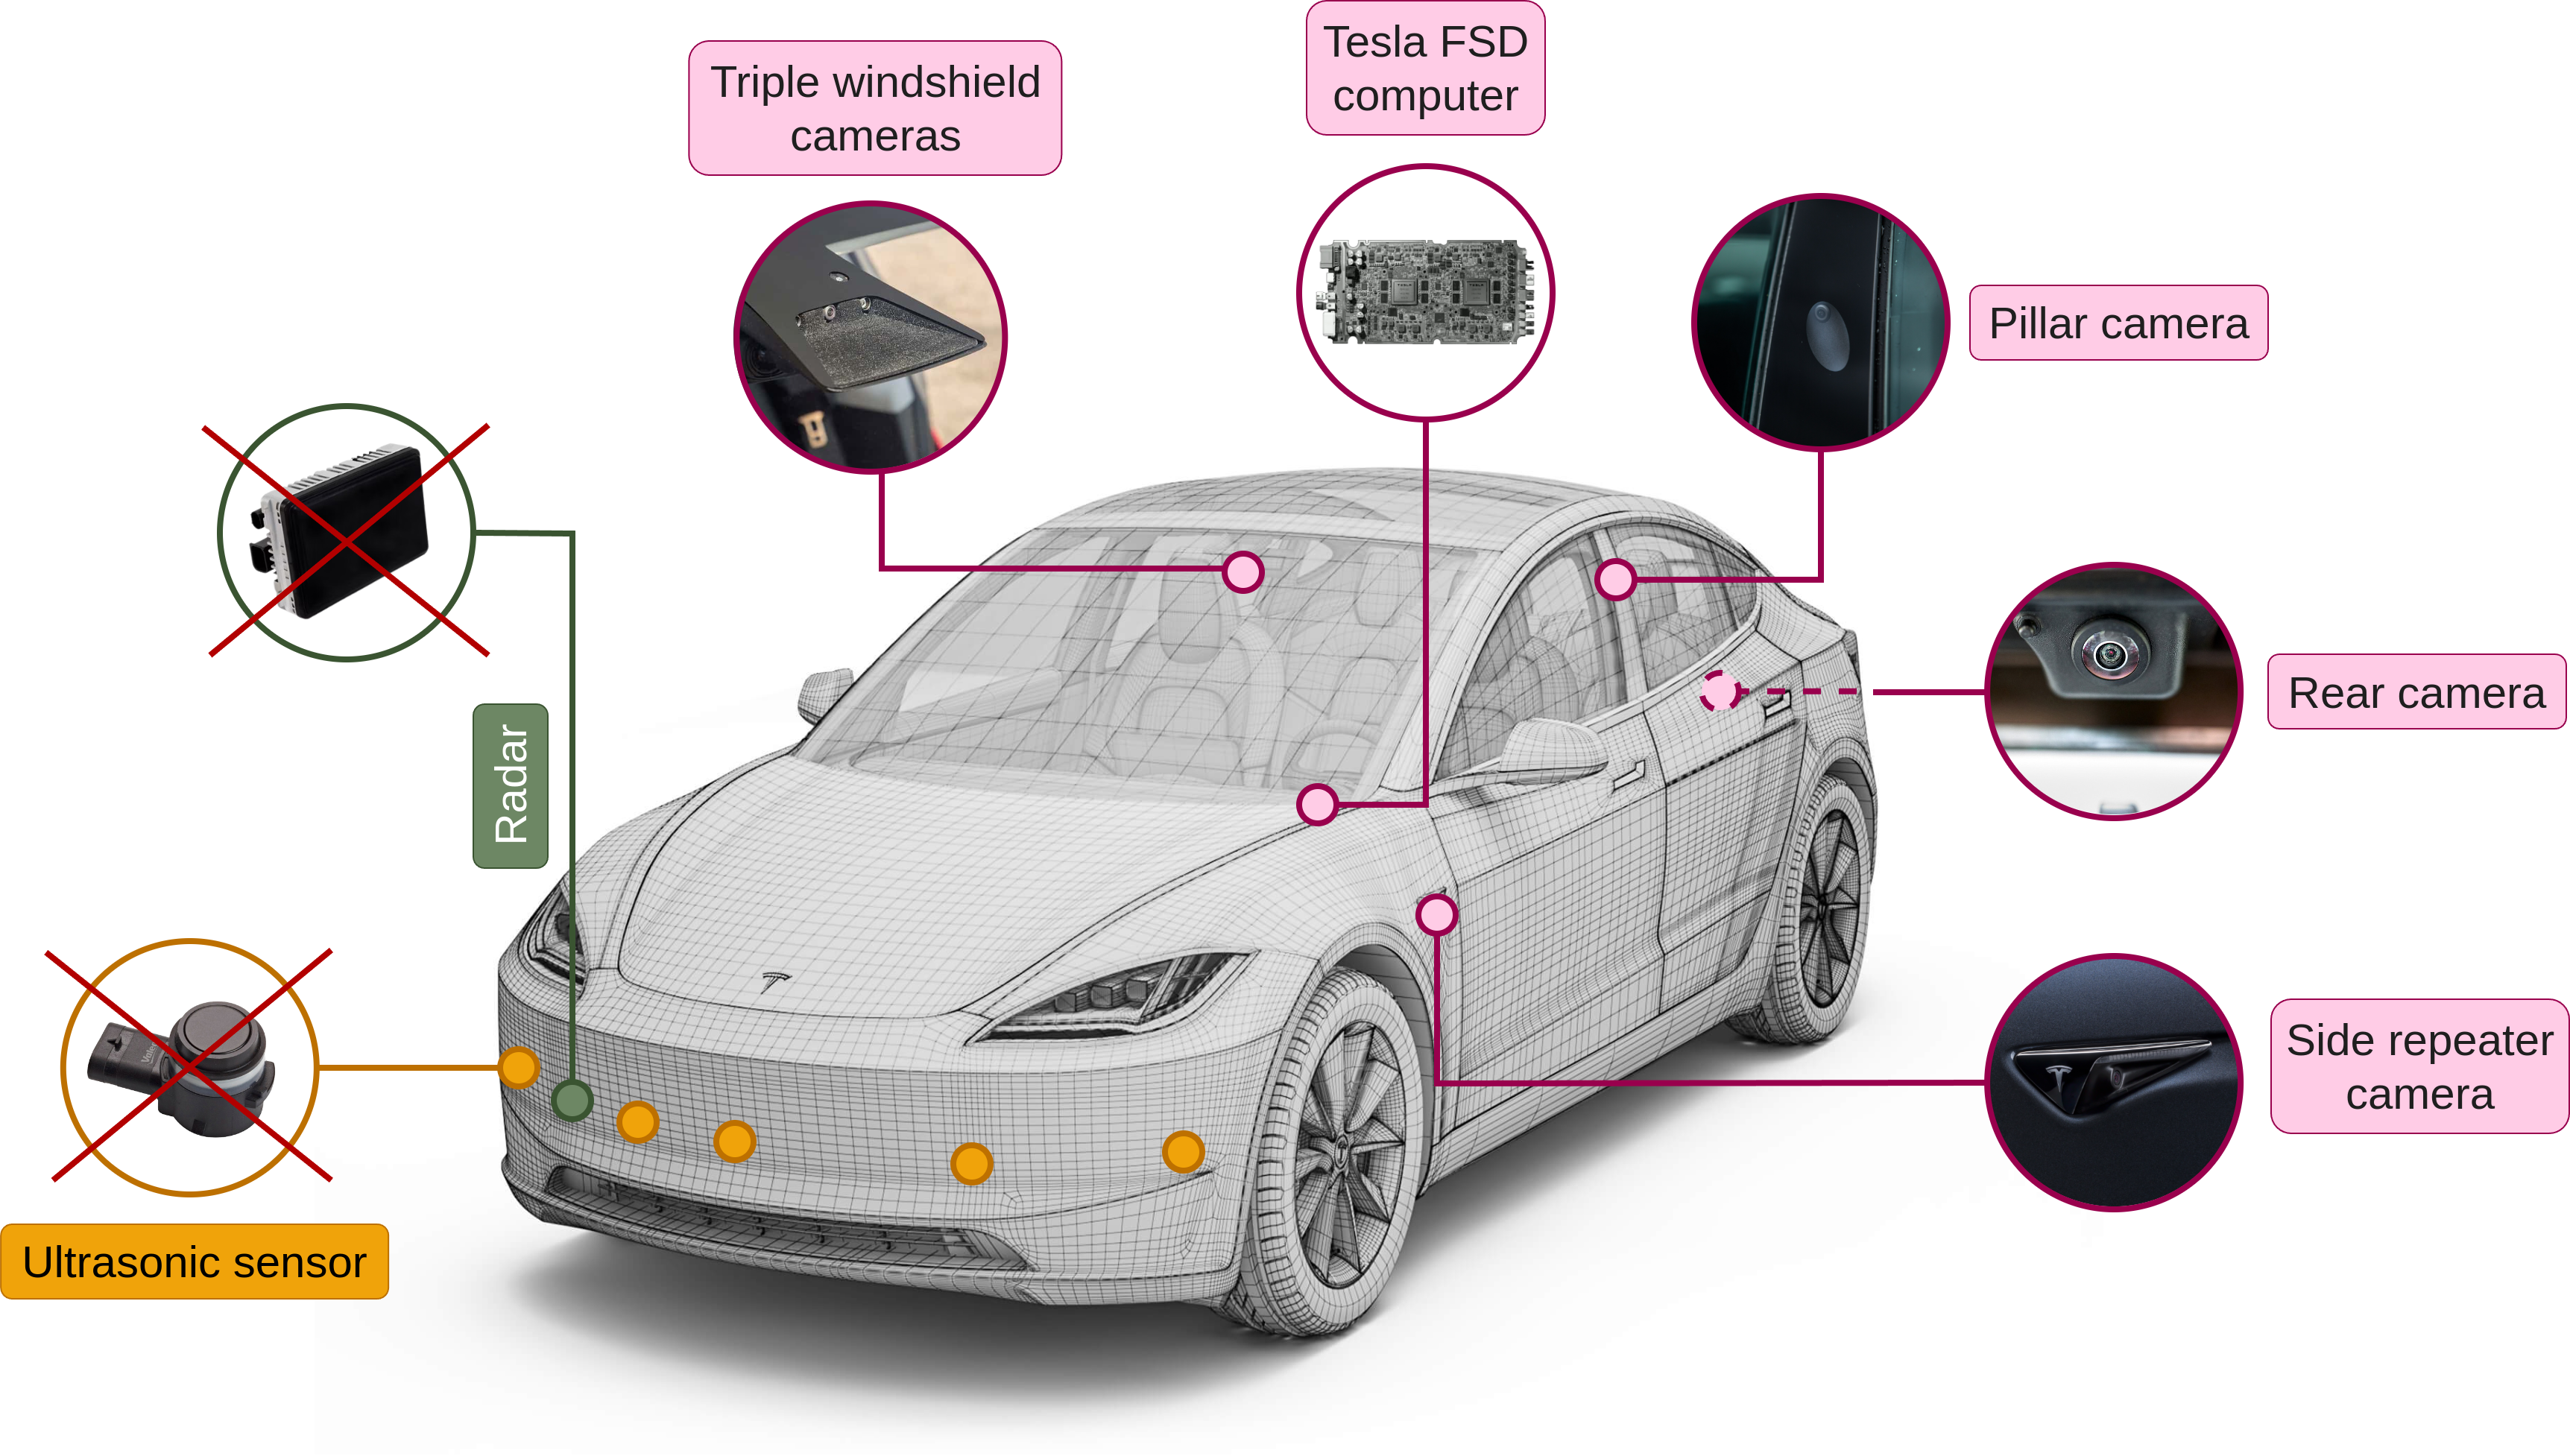 Tesla FSD
computer
Triple windshield
cameras
Pillar camera
Rear camera
Radar
Side repeater
camera
Ultrasonic sensor